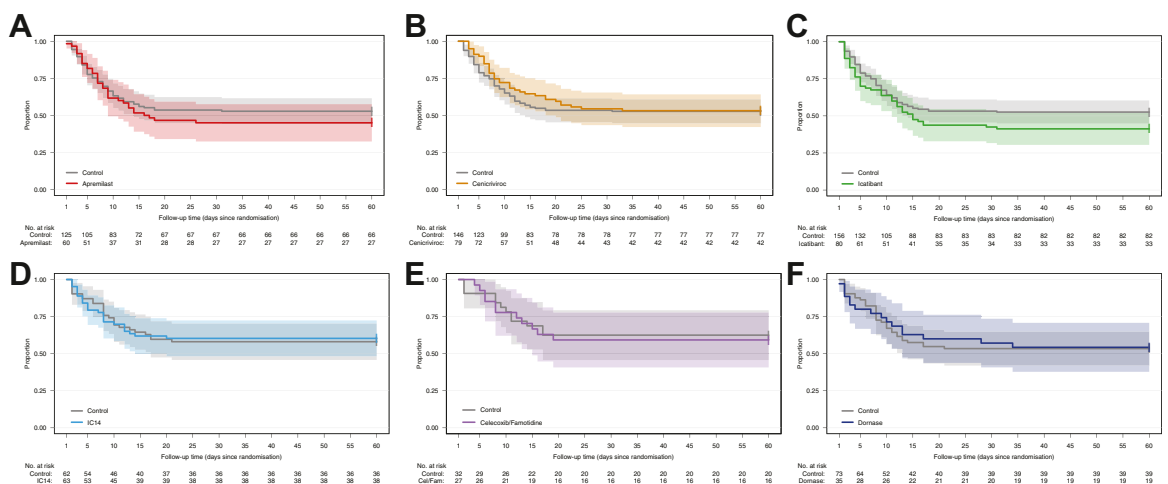 A
1.00
0.75
0.50
0.25
0.00
Proportion
Control
Apremilast
1 5 10 15 20 25 30 35 40 45 50 55 60
Follow-up time (days since randomisation)
No. at risk
Control: 125 105 83 72 67 67 66 66 66 66 66 66 66
Apremilast: 60 51 37 31 28 28 27 27 27 27 27 27 27
B
1.00
0.75
0.50
0.25
0.00
Proportion
Control
Cenicriviroc
1 5 10 15 20 25 30 35 40 45 50 55 60
Follow-up time (days since randomisation)
No. at risk
Control: 146 123 99 83 78 78 78 77 77 77 77 77 77
Cenicriviroc: 79 72 57 51 48 44 43 42 42 42 42 42 42
C
1.00
0.75
0.50
0.25
0.00
Proportion
Control
Icatibant
1 5 10 15 20 25 30 35 40 45 50 55 60
Follow-up time (days since randomisation)
No. at risk
Control: 156 132 105 88 83 83 83 82 82 82 82 82 82
Icatibant: 80 61 51 41 35 35 34 33 33 33 33 33 33
D
1.00
0.75
0.50
0.25
0.00
Proportion
Control
IC14
1 5 10 15 20 25 30 35 40 45 50 55 60
Follow-up time (days since randomisation)
No. at risk
Control: 62 54 46 40 37 36 36 36 36 36 36 36 36
IC14: 63 53 45 39 39 38 38 38 38 38 38 38 38
E
1.00
0.75
0.50
0.25
0.00
Proportion
Control
Celecoxib/Famotidine
1 5 10 15 20 25 30 35 40 45 50 55 60
Follow-up time (days since randomisation)
No. at risk
Control: 32 29 26 22 20 20 20 20 20 20 20 20 20
Cel/Fam: 27 26 21 19 16 16 16 16 16 16 16 16 16
F
1.00
0.75
0.50
0.25
0.00
Proportion
Control
Dornase
1 5 10 15 20 25 30 35 40 45 50 55 60
Follow-up time (days since randomisation)
No. at risk
Control: 73 64 52 42 40 39 39 39 39 39 39 39 39
Dornase: 35 28 26 22 21 21 20 19 19 19 19 19 19